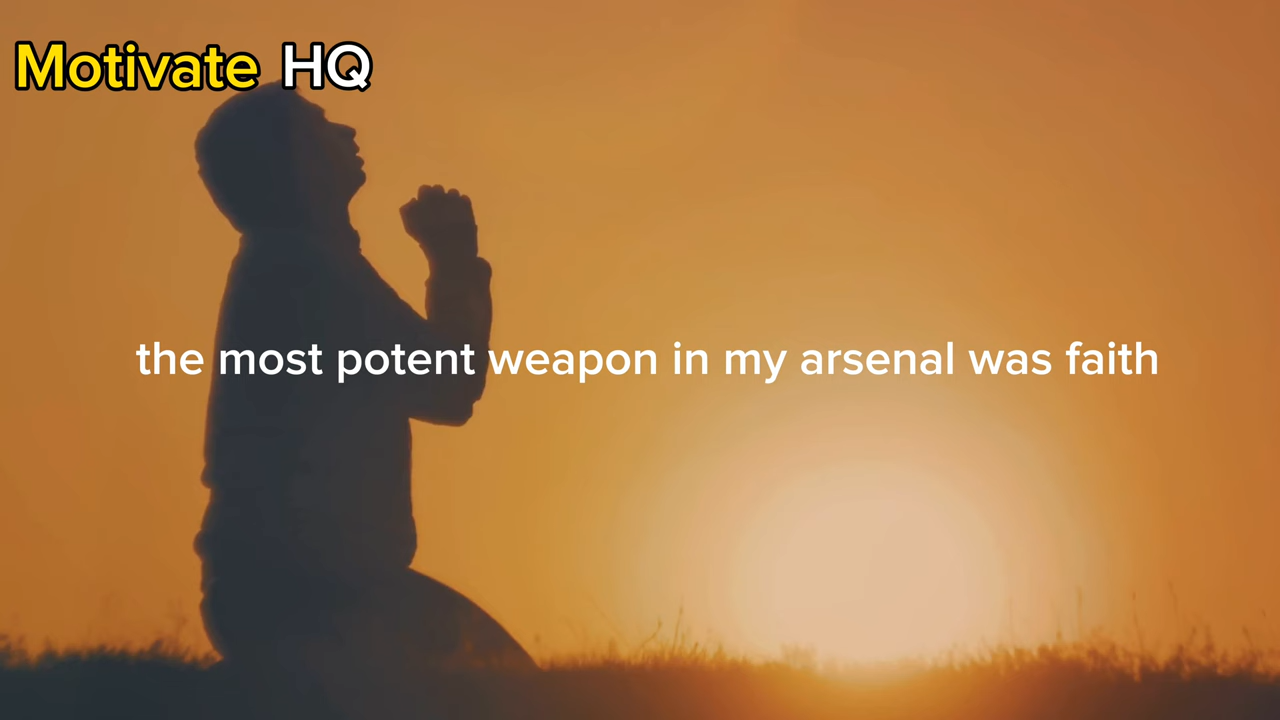 Motivate HQ
the most potent weapon in my arsenal was faith